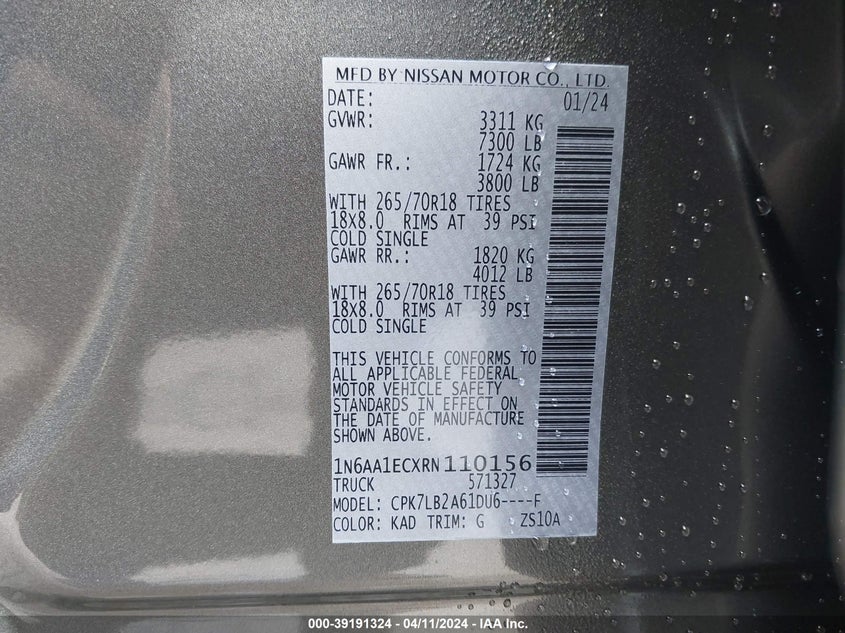 MFD BY NISSAN MOTOR CO., LTD.
DATE: 01/24
GVWR: 3311 KG
7300 LB
GAWR FR.: 1724 KG
3800 LB
WITH 265/70R18 TIRES
18X8.0 RIMS AT 39 PSI
COLD SINGLE
GAWR RR.: 1820 KG
4012 LB
WITH 265/70R18 TIRES
18X8.0 RIMS AT 39 PSI
COLD SINGLE
THIS VEHICLE CONFORMS TO
ALL APPLICABLE FEDERAL
MOTOR VEHICLE SAFETY
STANDARDS IN EFFECT ON
THE DATE OF MANUFACTURE
SHOWN ABOVE.
1N6AA1ECXRN110156
TRUCK 571327
MODEL: CPK7LB2A61DU6----F
COLOR: KAD TRIM: G ZS10A
000-39191324 - 04/11/2024 - IAA Inc.